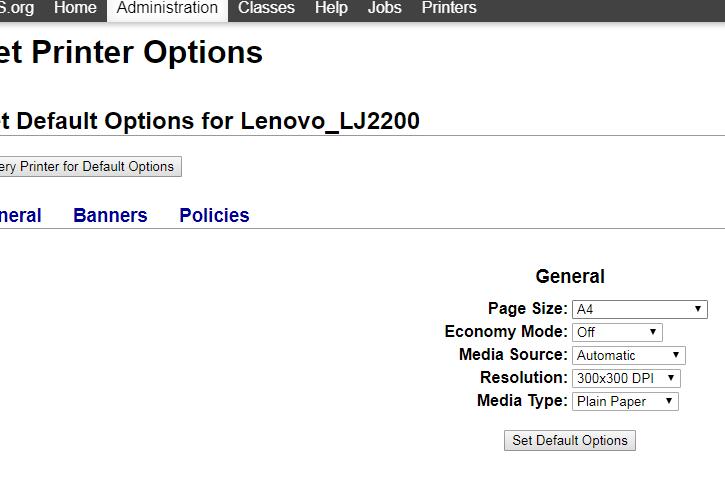 S.org Home Administration Classes Help Jobs Printers
et Printer Options
t Default Options for Lenovo_LJ2200
ery Printer for Default Options
neral Banners Policies
General
Page Size: A4
Economy Mode: Off
Media Source: Automatic
Resolution: 300x300 DPI
Media Type: Plain Paper
Set Default Options